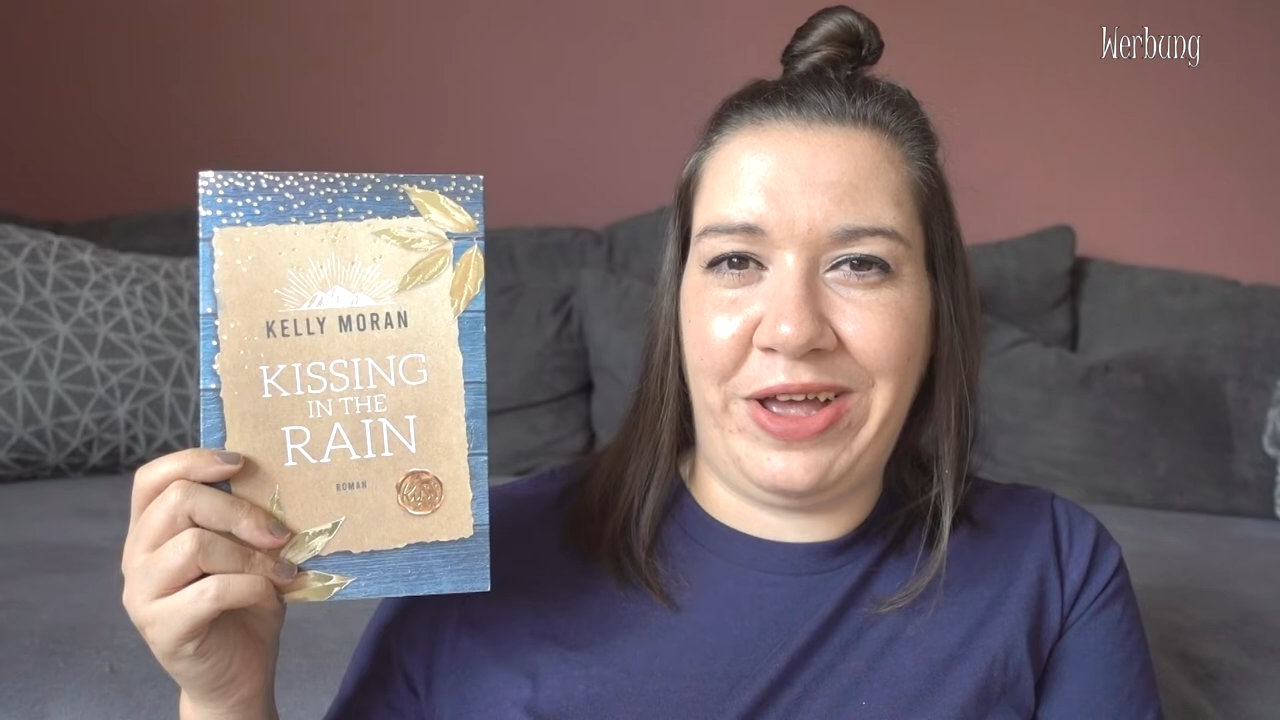 Werbung
KELLY MORAN
KISSING
IN THE
RAIN
ROMAN